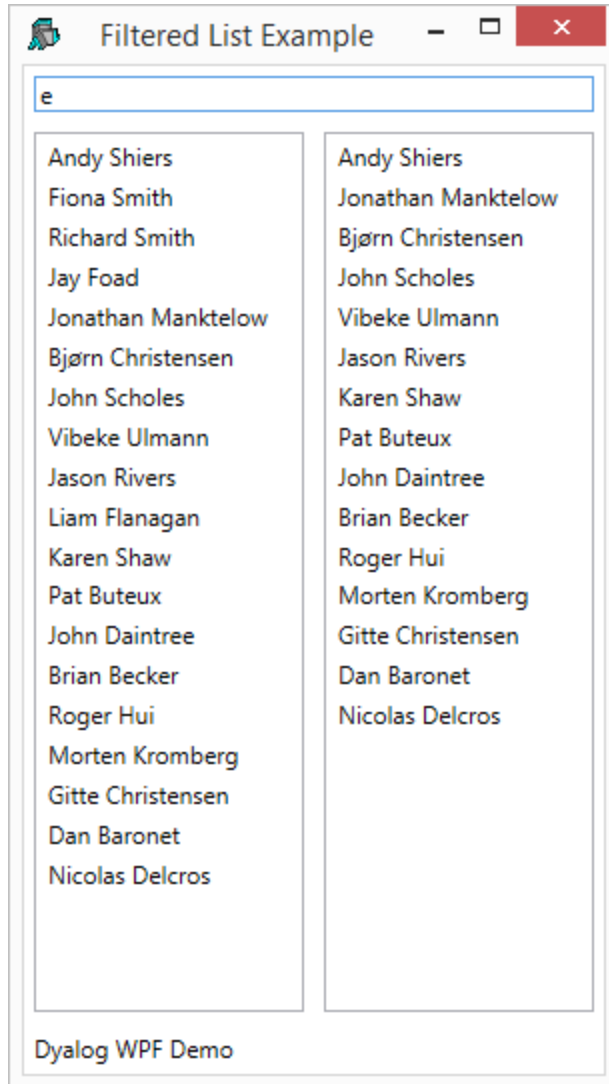 Filtered List Example
e
Andy Shiers
Fiona Smith
Richard Smith
Jay Foad
Jonathan Manktelow
Bjørn Christensen
John Scholes
Vibeke Ulmann
Jason Rivers
Liam Flanagan
Karen Shaw
Pat Buteux
John Daintree
Brian Becker
Roger Hui
Morten Kromberg
Gitte Christensen
Dan Baronet
Nicolas Delcros
Andy Shiers
Jonathan Manktelow
Bjørn Christensen
John Scholes
Vibeke Ulmann
Jason Rivers
Karen Shaw
Pat Buteux
John Daintree
Brian Becker
Roger Hui
Morten Kromberg
Gitte Christensen
Dan Baronet
Nicolas Delcros
Dyalog WPF Demo